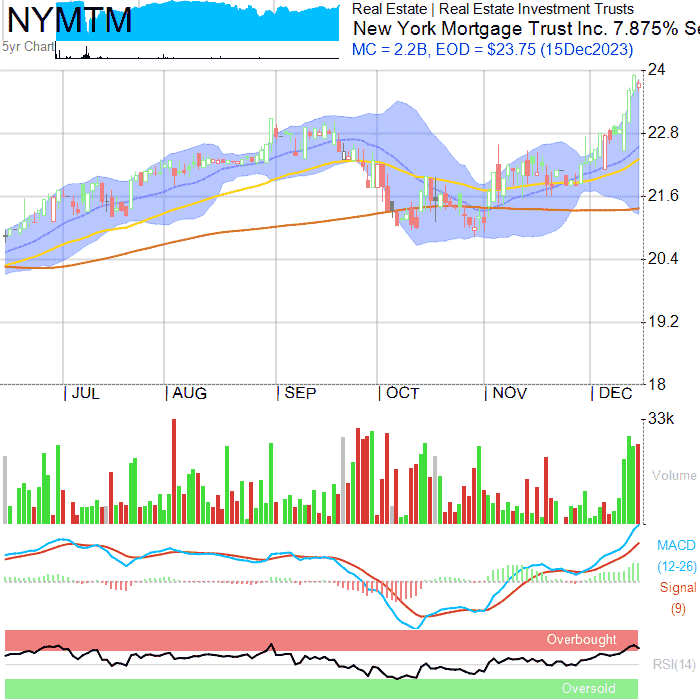 NYMTM
Real Estate | Real Estate Investment Trusts
New York Mortgage Trust Inc. 7.875% Se
5yr Chart
MC = 2.2B, EOD = $23.75 (15Dec2023)
24
22.8
21.6
20.4
19.2
18
JUL
AUG
SEP
OCT
NOV
DEC
33k
Volume
MACD
(12-26)
Signal
(9)
Overbought
RSI(14)
Oversold